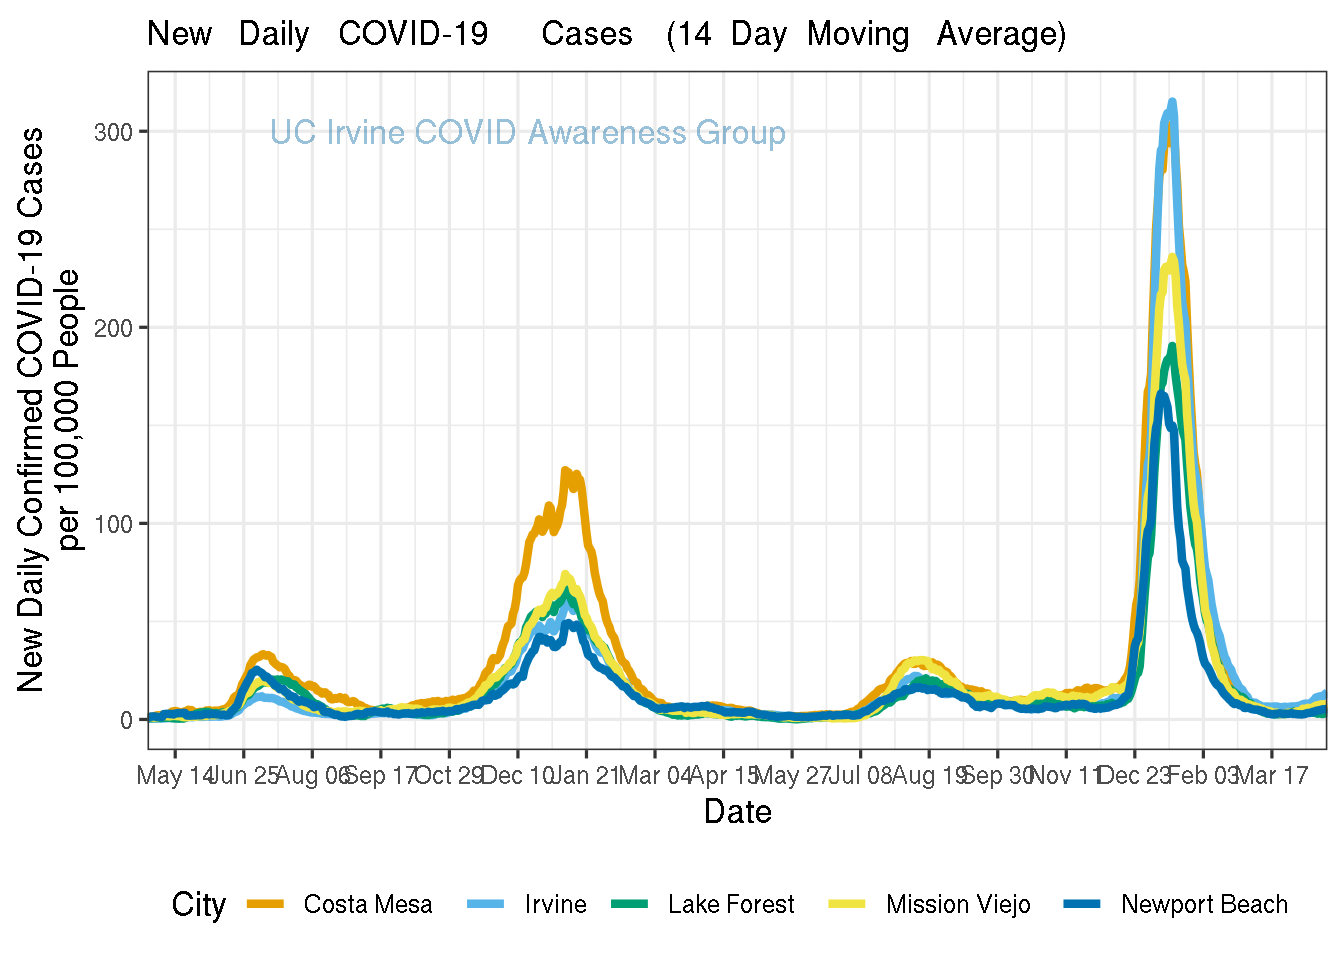 New Daily COVID-19 Cases (14 Day Moving Average)
UC Irvine COVID Awareness Group
New Daily Confirmed COVID-19 Cases
per 100,000 People
300
200
100
0
May 14 Jun 25 Aug 06 Sep 17 Oct 29 Dec 10 Jan 21 Mar 04 Apr 15 May 27 Jul 08 Aug 19 Sep 30 Nov 11 Dec 23 Feb 03 Mar 17
Date
City Costa Mesa Irvine Lake Forest Mission Viejo Newport Beach